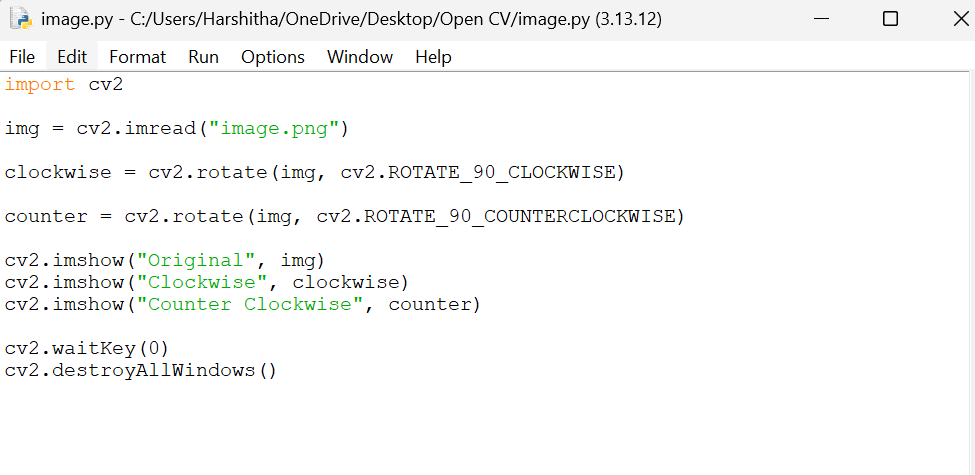 image.py - C:/Users/Harshitha/OneDrive/Desktop/Open CV/image.py (3.13.12)
File Edit Format Run Options Window Help
import cv2
img = cv2.imread("image.png")
clockwise = cv2.rotate(img, cv2.ROTATE_90_CLOCKWISE)
counter = cv2.rotate(img, cv2.ROTATE_90_COUNTERCLOCKWISE)
cv2.imshow("Original", img)
cv2.imshow("Clockwise", clockwise)
cv2.imshow("Counter Clockwise", counter)
cv2.waitKey(0)
cv2.destroyAllWindows()